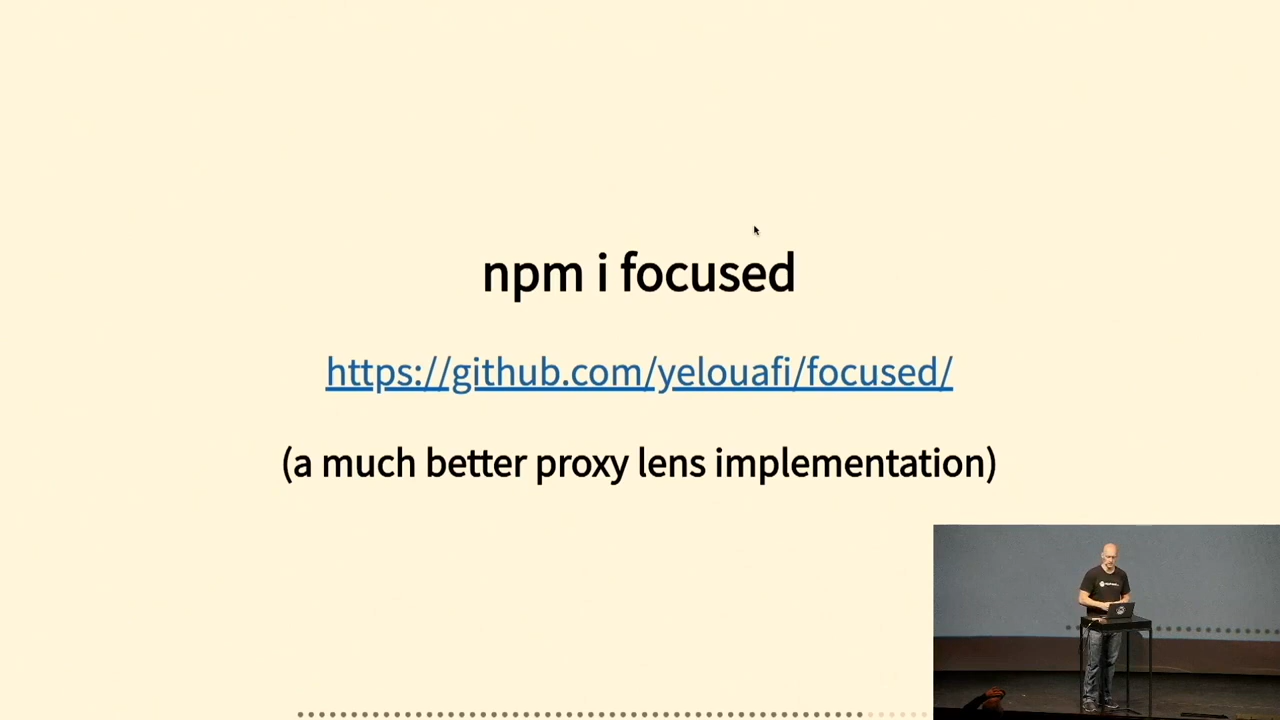 npm i focused
https://github.com/yelouafi/focused/
(a much better proxy lens implementation)